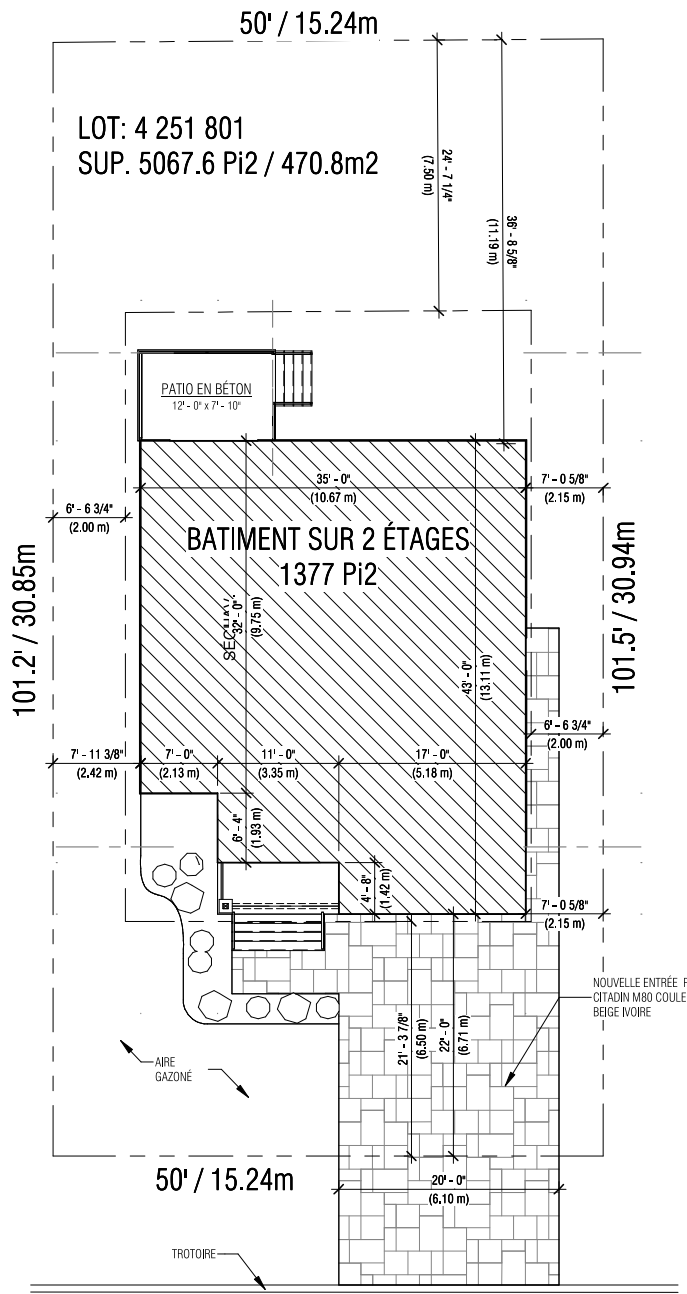 50' / 15.24m
LOT: 4 251 801
SUP. 5067.6 Pi2 / 470.8m2
24' - 7 1/4"
(7.50 m)
36' - 8 5/8"
(11.19 m)
PATIO EN BÉTON
12' - 0" x 7' - 10"
35' - 0"
(10.67 m)
7' - 0 5/8"
(2.15 m)
6' - 6 3/4"
(2.00 m)
BATIMENT SUR 2 ÉTAGES
1377 Pi2
101.2' / 30.85m
101.5' / 30.94m
32' - 0"
(9.75 m)
43' - 0"
(13.11 m)
6' - 6 3/4"
(2.00 m)
7' - 11 3/8"
(2.42 m)
7' - 0"
(2.13 m)
11' - 0"
(3.35 m)
17' - 0"
(5.18 m)
6' - 4"
(1.93 m)
4' - 8"
(1.42 m)
7' - 0 5/8"
(2.15 m)
NOUVELLE ENTRÉE
CITADIN M80 COULE
BEIGE IVOIRE
21' - 3 7/8"
(6.50 m)
22' - 0"
(6.71 m)
AIRE
GAZONÉ
50' / 15.24m
20' - 0"
(6.10 m)
TROTOIRE